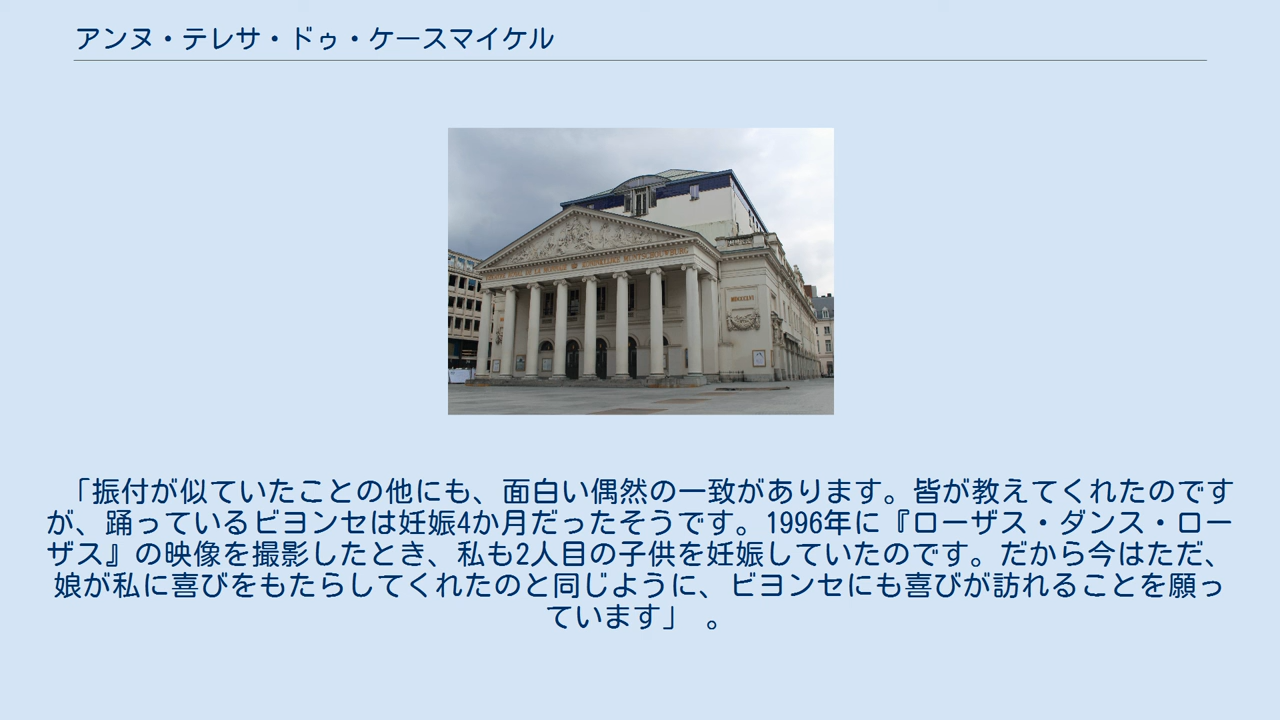 アンヌ・テレサ・ドゥ・ケースマイケル
MDCCCLVI
「振付が似ていたことの他にも、面白い偶然の一致があります。皆が教えてくれたのです
が、踊っているビヨンセは妊娠4か月だったそうです。1996年に『ローザス・ダンス・ロー
ザス』の映像を撮影したとき、私も2人目の子供を妊娠していたのです。だから今はただ、
娘が私に喜びをもたらしてくれたのと同じように、ビヨンセにも喜びが訪れることを願っ
ています」 。